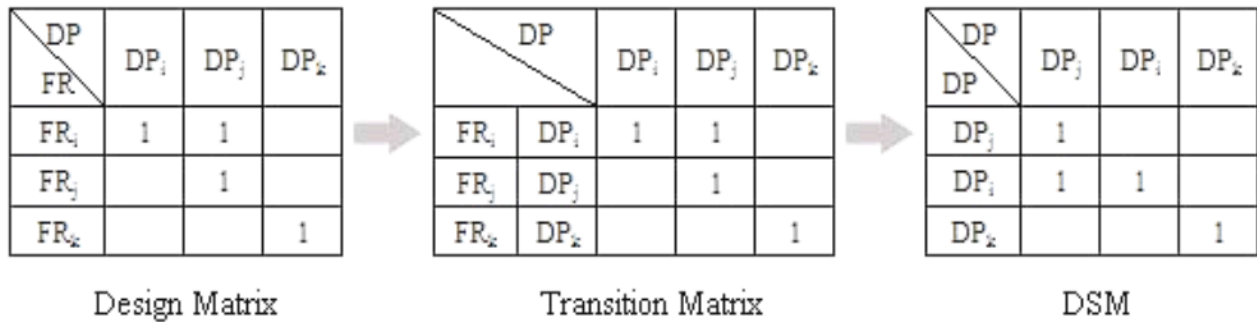 DP DP DP
FR DPᵢ DPⱼ DPₖ DPᵢ DPⱼ DPₖ DP DPⱼ DPᵢ DPₖ
FRᵢ 1 1 FRᵢ DPᵢ 1 1 DPⱼ 1
FRⱼ 1 FRⱼ DPⱼ 1 DPᵢ 1 1
FRₖ 1 FRₖ DPₖ 1 DPₖ 1
Design Matrix Transition Matrix DSM